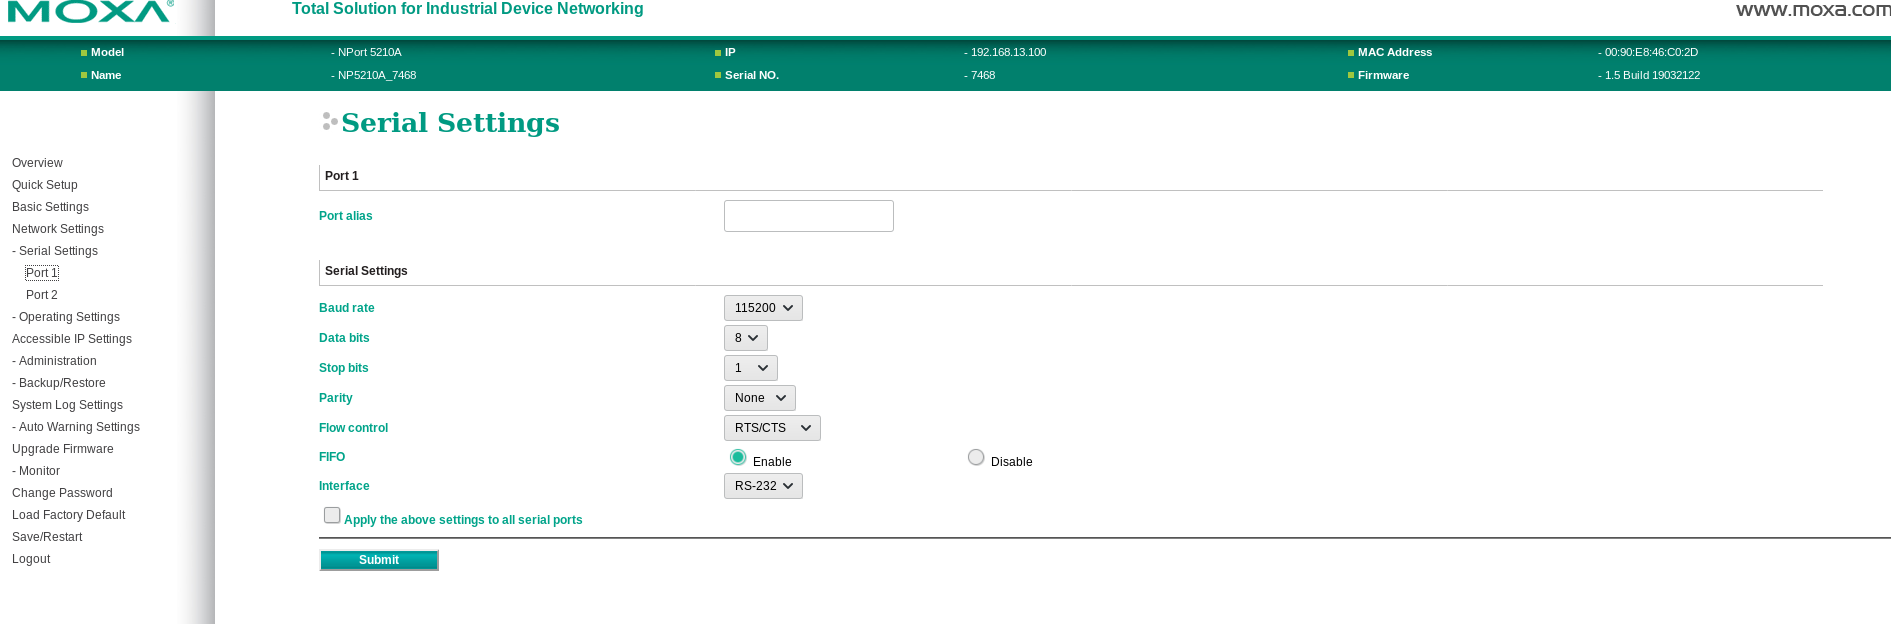 MOXA®
Total Solution for Industrial Device Networking
www.moxa.com
Model - NPort 5210A IP - 192.168.13.100 MAC Address - 00:90:E8:46:C0:2D
Name - NP5210A_7468 Serial NO. - 7468 Firmware - 1.5 Build 19032122
Overview
Quick Setup
Basic Settings
Network Settings
- Serial Settings
Port 1
Port 2
- Operating Settings
Accessible IP Settings
- Administration
- Backup/Restore
System Log Settings
- Auto Warning Settings
Upgrade Firmware
- Monitor
Change Password
Load Factory Default
Save/Restart
Logout
Serial Settings
Port 1
Port alias
Serial Settings
Baud rate 115200
Data bits 8
Stop bits 1
Parity None
Flow control RTS/CTS
FIFO Enable Disable
Interface RS-232
Apply the above settings to all serial ports
Submit